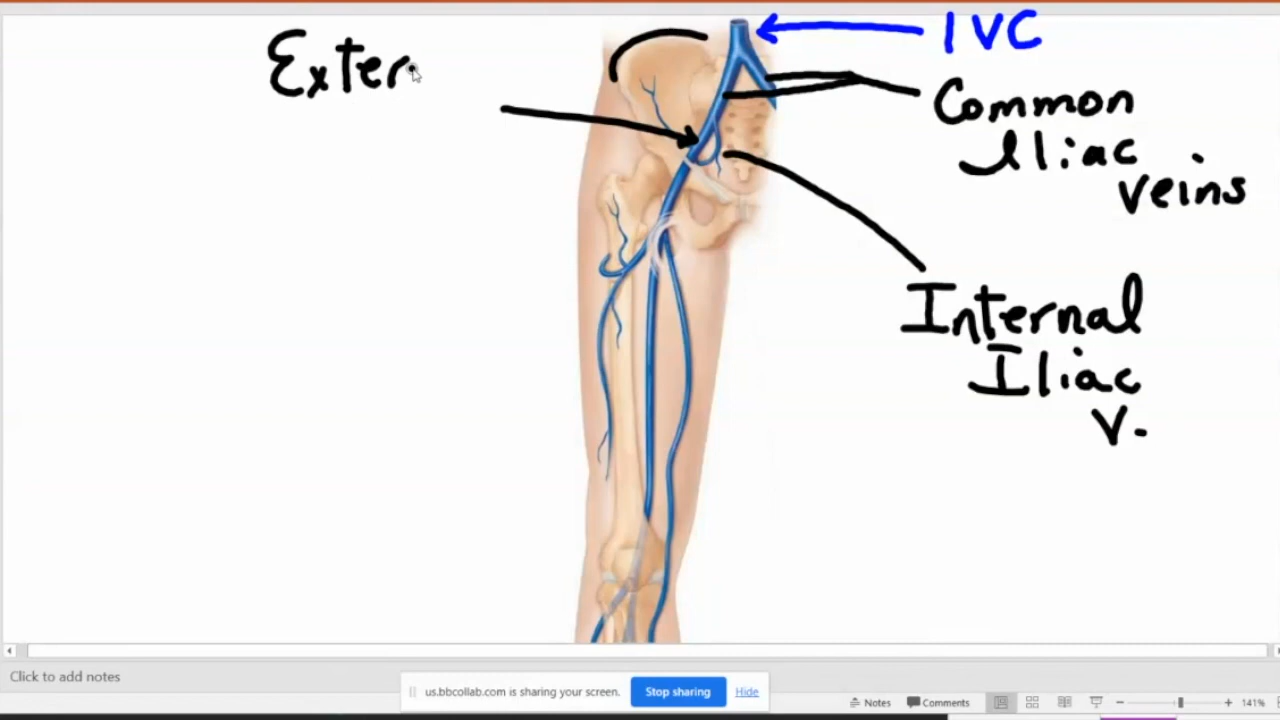 Exter
IVC
Common
Iliac
veins
Internal
Iliac
v.
Click to add notes
us.bbcollab.com is sharing your screen.
Stop sharing
Hide
Notes
Comments
141%